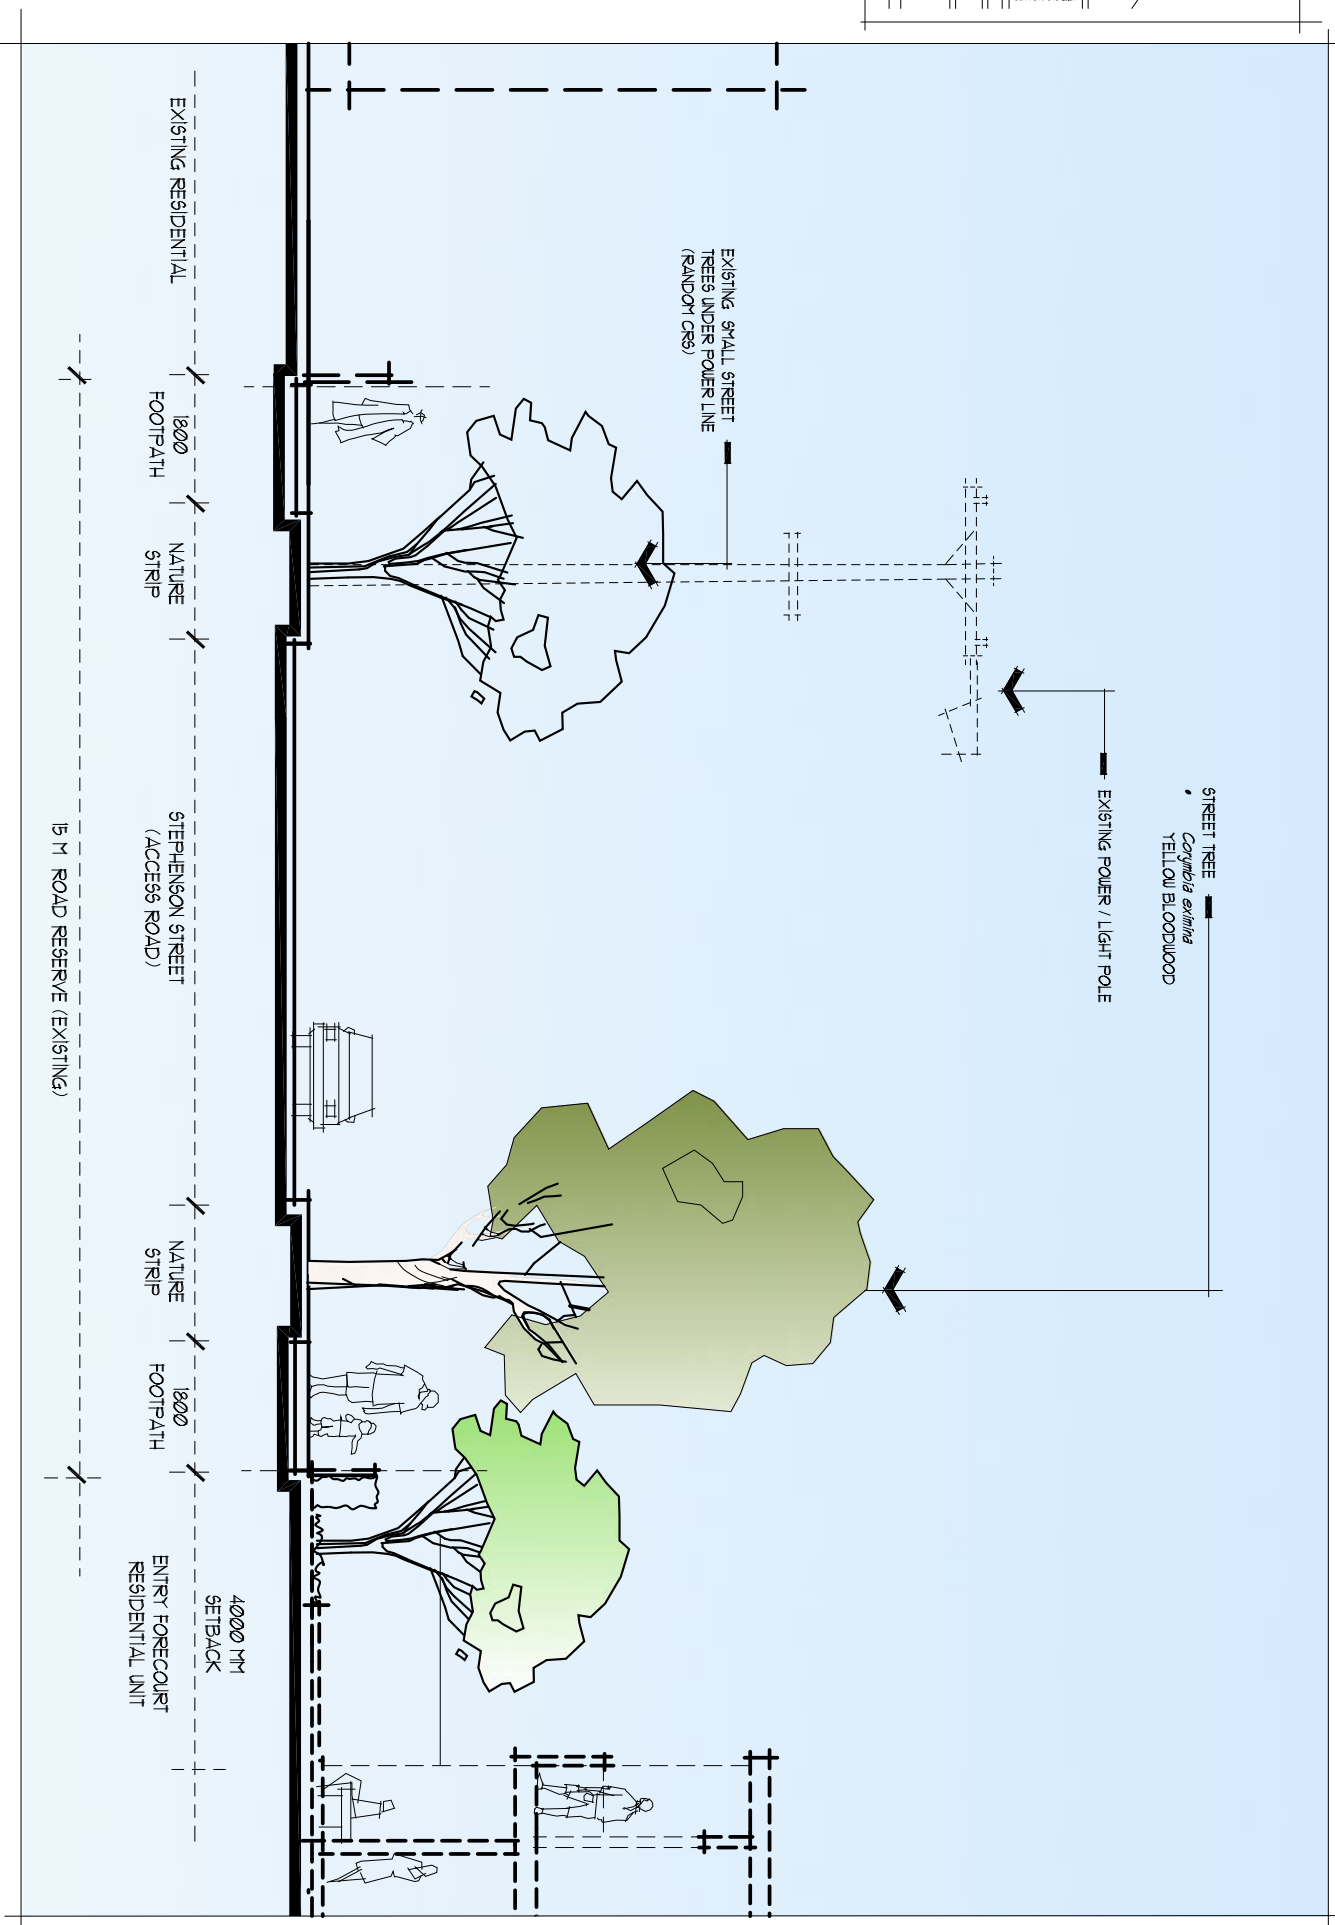 STREET TREE
• Corymbia eximia
YELLOW BLOODWOOD
EXISTING POWER / LIGHT POLE
EXISTING SMALL STREET
TREES UNDER POWER LINE
(RANDOM CRS)
4000 MM
SETBACK
EXISTING RESIDENTIAL
1800
FOOTPATH
NATURE
STRIP
STEPHENSON STREET
(ACCESS ROAD)
NATURE
STRIP
1800
FOOTPATH
ENTRY FORECOURT
RESIDENTIAL UNIT
15 M ROAD RESERVE (EXISTING)